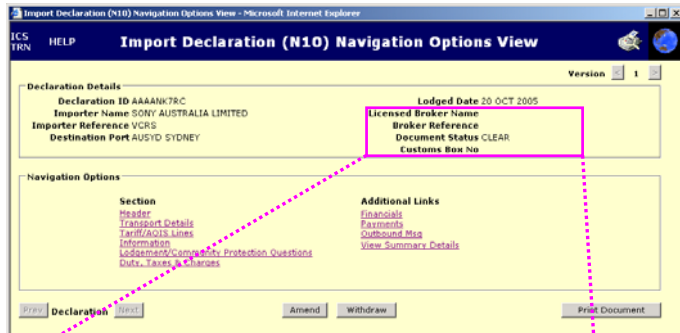 Import Declaration (N10) Navigation Options View - Microsoft Internet Explorer
ICS TRN HELP Import Declaration (N10) Navigation Options View
Version < 1 >
Declaration Details
Declaration ID AAAANK7RC Lodged Date 20 OCT 2005
Importer Name SONY AUSTRALIA LIMITED Licensed Broker Name
Importer Reference VCRS Broker Reference
Destination Port AUSYD SYDNEY Document Status CLEAR
Customs Box No
Navigation Options
Section Additional Links
Header Financials
Transport Details Payments
Tariff/AQIS Lines Outbound Msg
Information View Summary Details
Lodgement/Community Protection Questions
Duty, Taxes & Charges
Prev Declaration Next Amend Withdraw Print Document